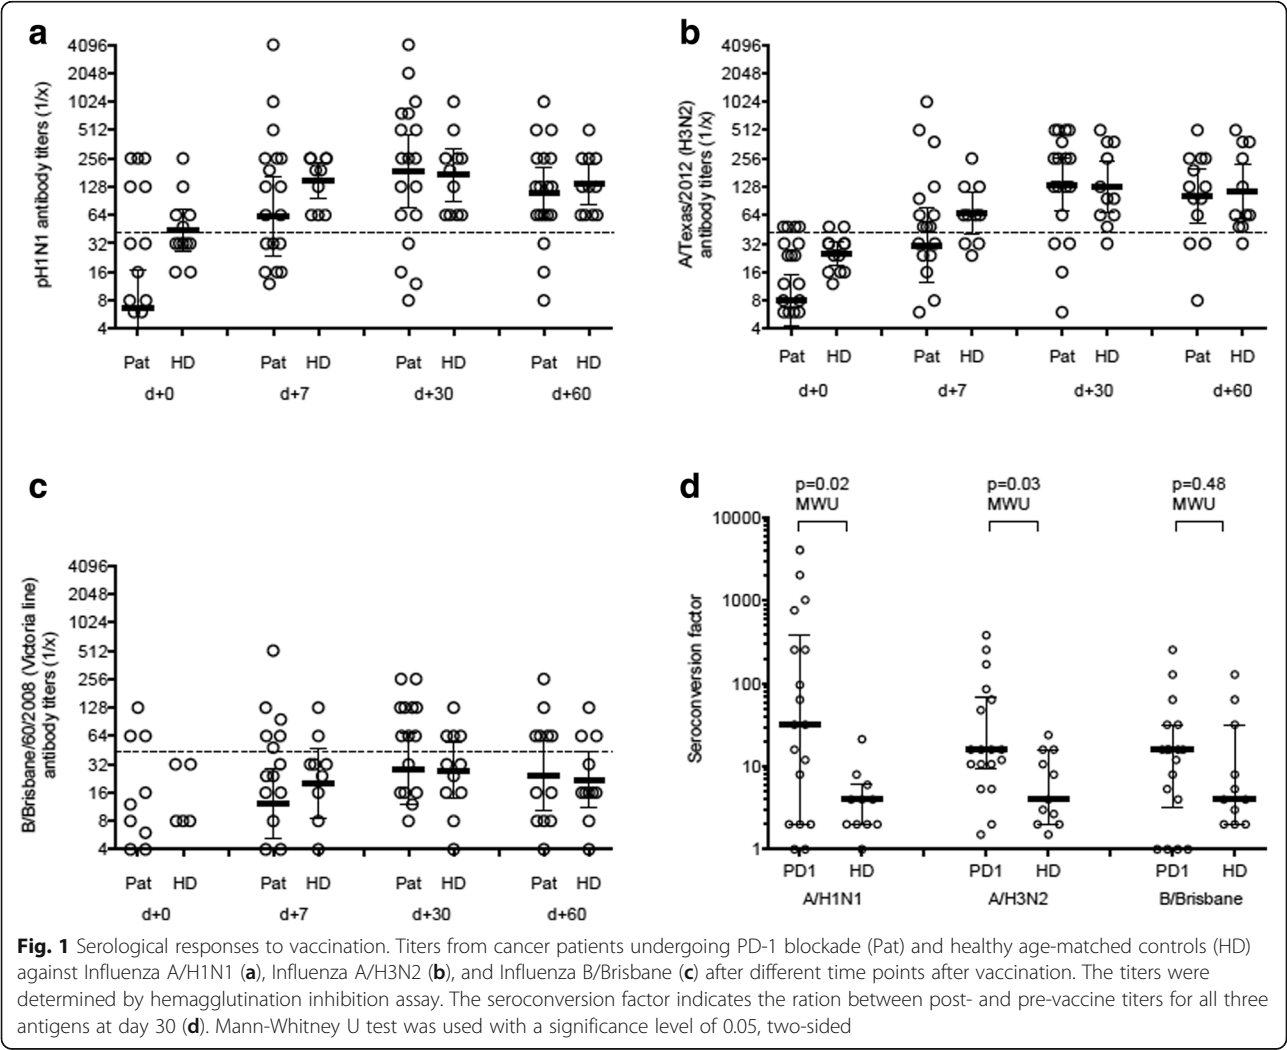 a
pH1N1 antibody titers (1/x)
4096
2048
1024
512
256
128
64
32
16
8
4
Pat HD Pat HD Pat HD Pat HD
d+0 d+7 d+30 d+60
b
A/Texas/2012 (H3N2)
antibody titers (1/x)
4096
2048
1024
512
256
128
64
32
16
8
4
Pat HD Pat HD Pat HD Pat HD
d+0 d+7 d+30 d+60
c
B/Brisbane/60/2008 (Victoria line)
antibody titers (1/x)
4096
2048
1024
512
256
128
64
32
16
8
4
Pat HD Pat HD Pat HD Pat HD
d+0 d+7 d+30 d+60
d
p=0.02 p=0.03 p=0.48
MWU MWU MWU
Seroconversion factor
10000
1000
100
10
1
PD1 HD PD1 HD PD1 HD
A/H1N1 A/H3N2 B/Brisbane
Fig. 1 Serological responses to vaccination. Titers from cancer patients undergoing PD-1 blockade (Pat) and healthy age-matched controls (HD)
against Influenza A/H1N1 (a), Influenza A/H3N2 (b), and Influenza B/Brisbane (c) after different time points after vaccination. The titers were
determined by hemagglutination inhibition assay. The seroconversion factor indicates the ration between post- and pre-vaccine titers for all three
antigens at day 30 (d). Mann-Whitney U test was used with a significance level of 0.05, two-sided